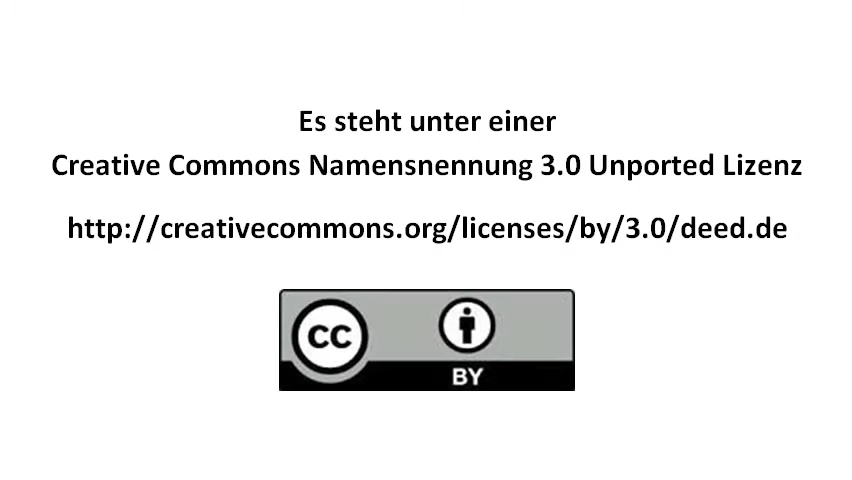 Es steht unter einer
Creative Commons Namensnennung 3.0 Unported Lizenz
http://creativecommons.org/licenses/by/3.0/deed.de
CC
BY